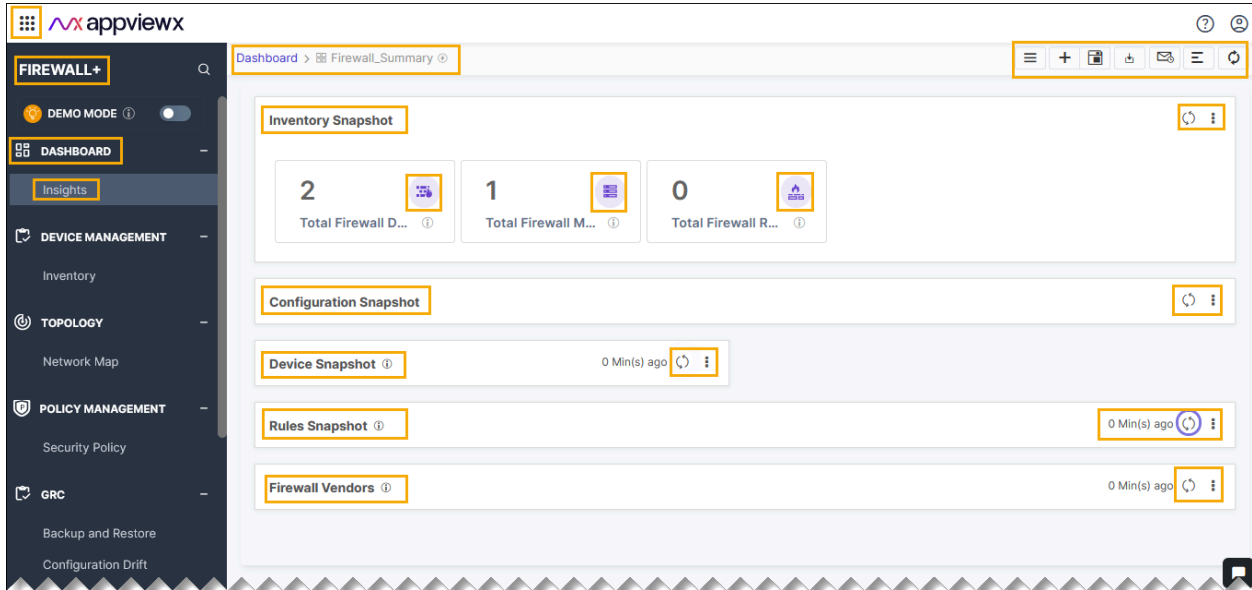 appviewx
FIREWALL+
Dashboard > Firewall_Summary
DEMO MODE
DASHBOARD
Insights
DEVICE MANAGEMENT
Inventory
TOPOLOGY
Network Map
POLICY MANAGEMENT
Security Policy
GRC
Backup and Restore
Configuration Drift
Inventory Snapshot
2
Total Firewall D...
1
Total Firewall M...
0
Total Firewall R...
Configuration Snapshot
Device Snapshot 0 Min(s) ago
Rules Snapshot 0 Min(s) ago
Firewall Vendors 0 Min(s) ago